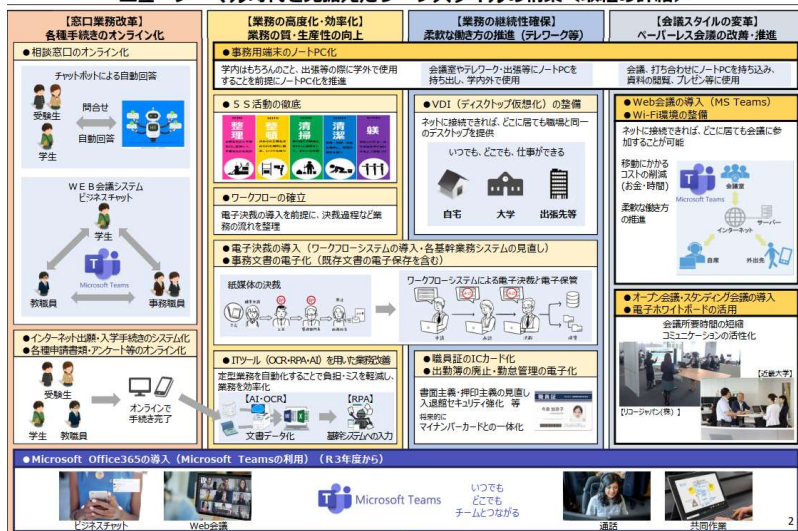 【窓口業務改革】
各種手続きのオンライン化
●相談窓口のオンライン化
チャットボットによる自動回答
受験生
学生
問合せ
自動回答
WEB会議システム
ビジネスチャット
学生
Microsoft Teams
教職員
事務職員
●インターネット出願・入学手続きのシステム化
●各種申請書類・アンケート等のオンライン化
受験生
学生
教職員
オンラインで
手続き完了
【業務の高度化・効率化】
業務の質・生産性の向上
【業務の継続性確保】
柔軟な働き方の推進（テレワーク等）
【会議スタイルの変革】
ペーパーレス会議の改善・推進
●事務用端末のノートPC化
学内はもちろんのこと、出張等の際に学外で使用
することを前提にノートPC化を推進
会議室やテレワーク・出張等にノートPCを
持ち出し、学内外で使用
会議、打ち合わせにノートPCを持ち込み、
資料の閲覧、プレゼン等に使用
●5S活動の徹底
整理
整頓
清掃
清潔
躾
●ワークフローの確立
電子決裁の導入を前提に、決裁過程など業
務の流れを整理
●VDI（ディスクトップ仮想化）の整備
ネットに接続できれば、どこに居ても職場と同一
のデスクトップを提供
いつでも、どこでも、仕事ができる
自宅
大学
出張先等
●電子決裁の導入（ワークフローシステムの導入・各基幹業務システムの見直し）
●事務文書の電子化（既存文書の電子保存を含む）
紙媒体の決裁
ワークフローシステムによる電子決裁と電子保管
●ITツール（OCR・RPA・AI）を用いた業務改善
定型業務を自動化することで負担・ミスを軽減し、
業務を効率化
【AI・OCR】
【RPA】
文書データ化
基幹システムへの入力
●職員証のICカード化
●出勤簿の廃止・勤怠管理の電子化
書面主義・押印主義の見直し
入退館セキュリティ強化　等
将来的に
マイナンバーカードとの一体化
●Web会議の導入（MS Teams）
●Wi-Fi環境の整備
ネットに接続できれば、どこに居ても会議に参
加することが可能
移動にかかる
コストの削減
(お金・時間)
柔軟な働き方
の推進
Microsoft Teams
会議室
サーバー
インターネット
自席
外出先
●オープン会議・スタンディング会議の導入
●電子ホワイトボードの活用
会議所要時間の短縮
コミュニケーションの活性化
【近畿大学】
【リコージャパン(株)】
●Microsoft Office365の導入（Microsoft Teamsの利用）（R3年度から）
ビジネスチャット
Web会議
Microsoft Teams
いつでも
どこでも
チームとつながる
通話
共同作業
2